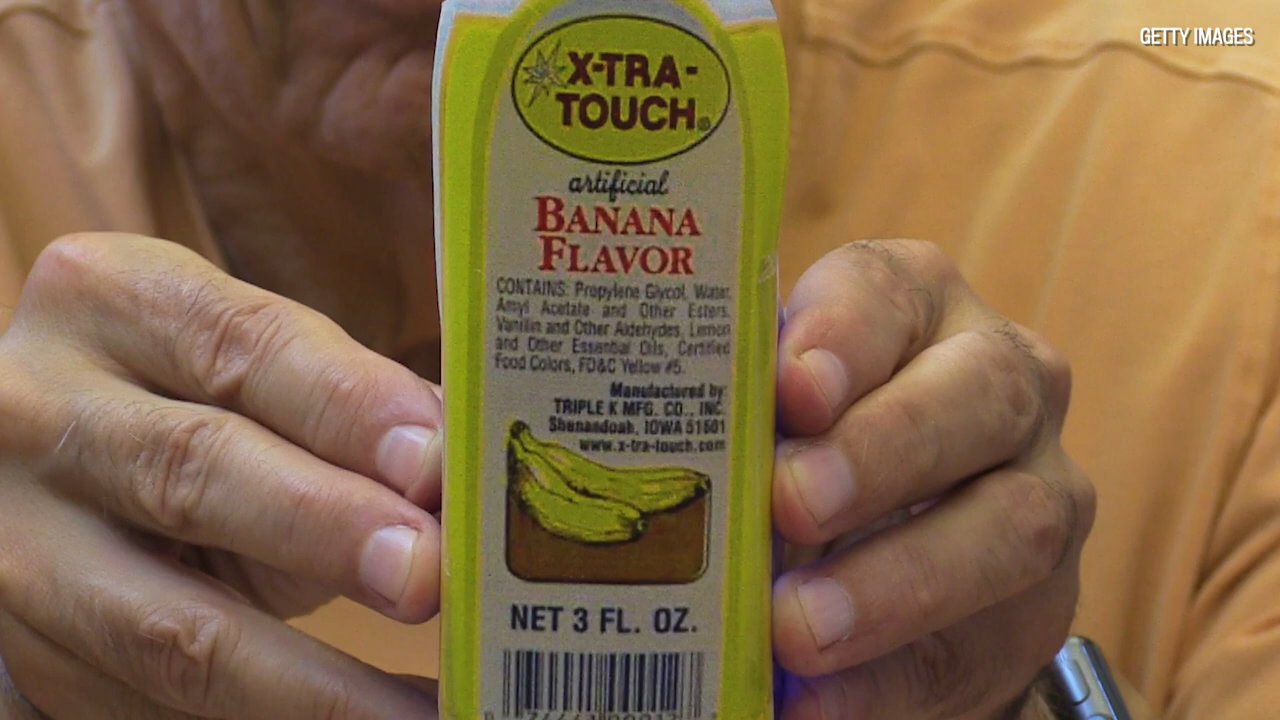 GETTY IMAGES
X-TRA-
TOUCH®
artificial
BANANA
FLAVOR
CONTAINS: Propylene Glycol, Water,
Amyl Acetate and Other Esters,
Vanillin and Other Aldehydes, Lemon
and Other Essential Oils, Certified
Food Colors, FD&C Yellow #5.
Manufactured by:
TRIPLE K MFG. CO., INC.
Shenandoah, IOWA 51601
www.x-tra-touch.com
NET 3 FL. OZ.